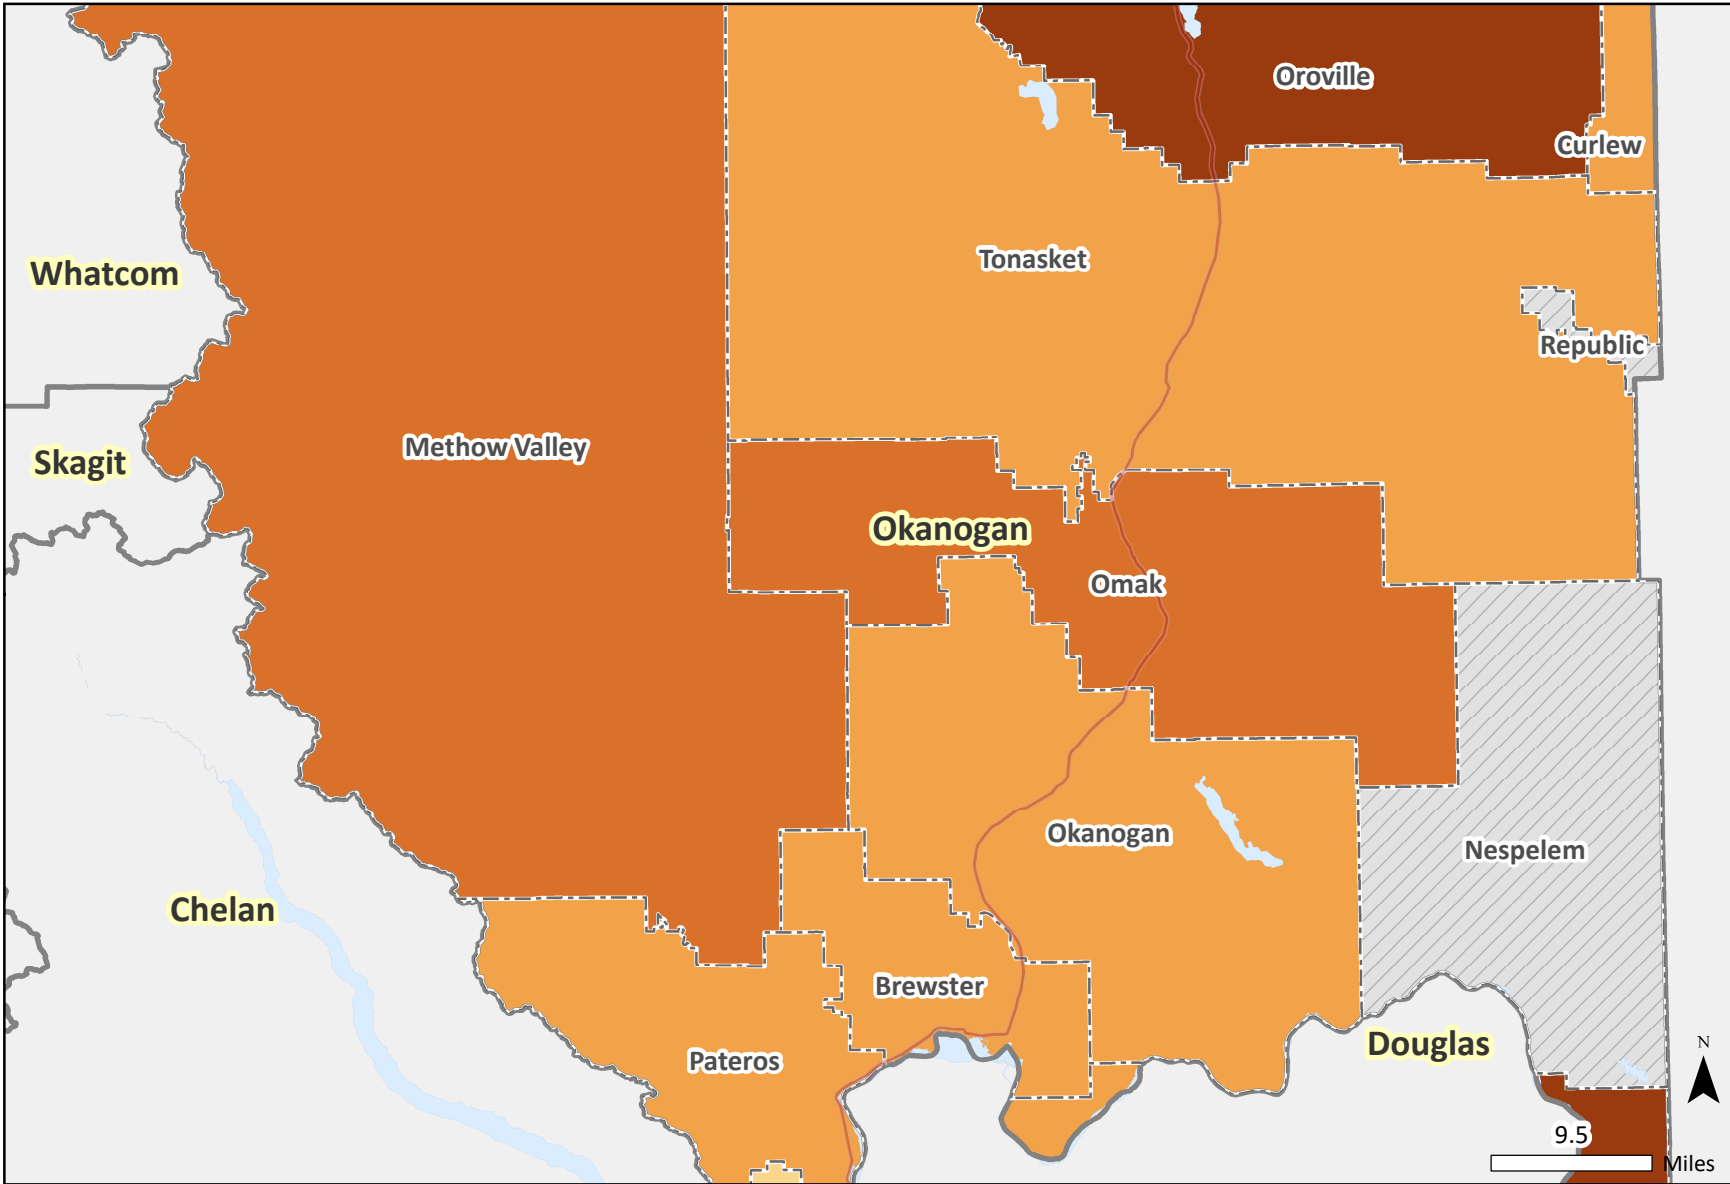 Oroville
Curlew
Tonasket
Whatcom
Republic
Methow Valley
Skagit
Okanogan
Omak
Okanogan
Nespelem
Chelan
Brewster
Douglas
Pateros
N
9.5
Miles